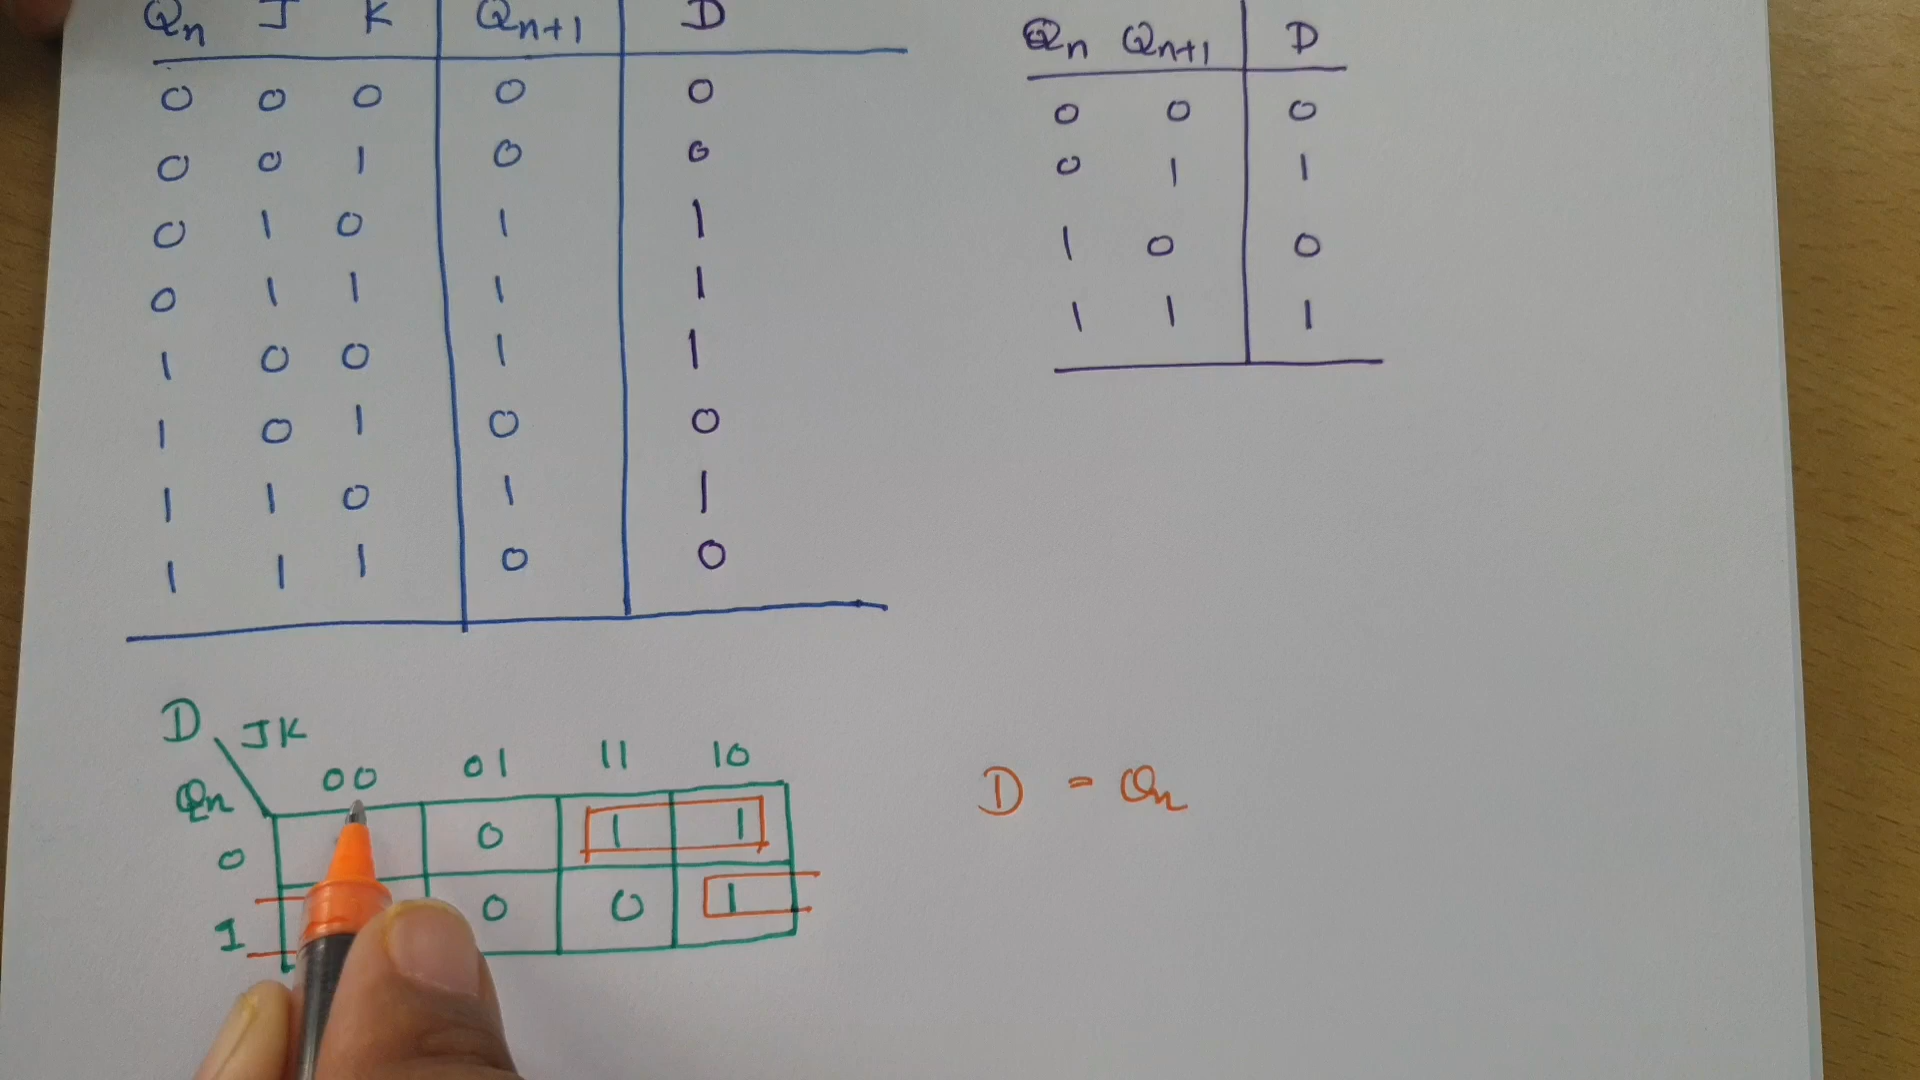 Qn J K Qn+1 D
0 0 0 0 0
0 0 1 0 0
0 1 0 1 1
0 1 1 1 1
1 0 0 1 1
1 0 1 0 0
1 1 0 1 1
1 1 1 0 0
Qn Qn+1 D
0 0 0
0 1 1
1 0 0
1 1 1
D JK
Qn 00 01 11 10
0 0 1 1
1 0 0 1
D = Qn